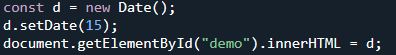 const d = new Date();
d.setDate(15);
document.getElementById("demo").innerHTML = d;